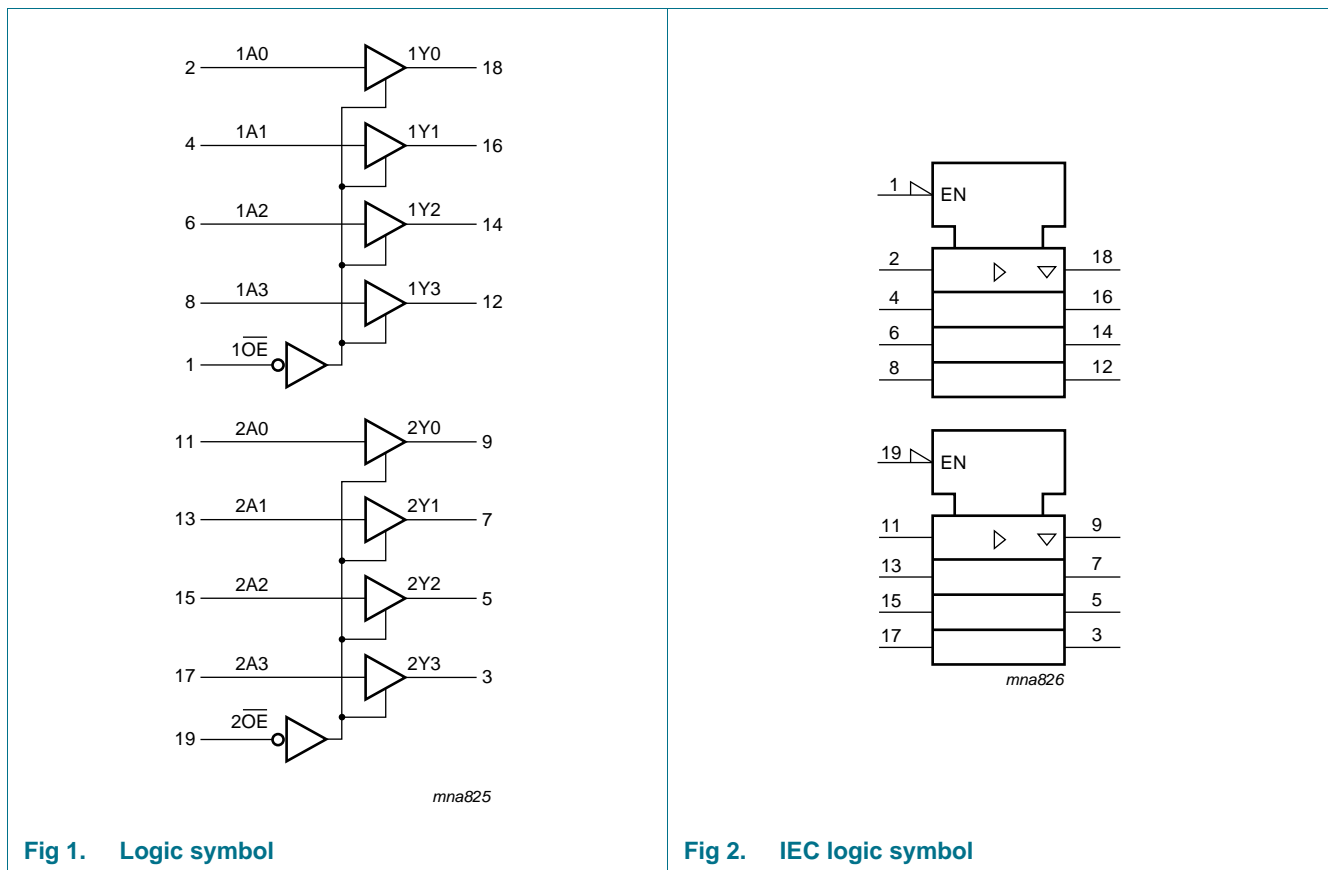 2 1A0 1Y0 18
4 1A1 1Y1 16
6 1A2 1Y2 14
8 1A3 1Y3 12
1 1O̅E̅
11 2A0 2Y0 9
13 2A1 2Y1 7
15 2A2 2Y2 5
17 2A3 2Y3 3
19 2O̅E̅
mna825
Fig 1. Logic symbol
1 EN
2 18
4 16
6 14
8 12
19 EN
11 9
13 7
15 5
17 3
mna826
Fig 2. IEC logic symbol